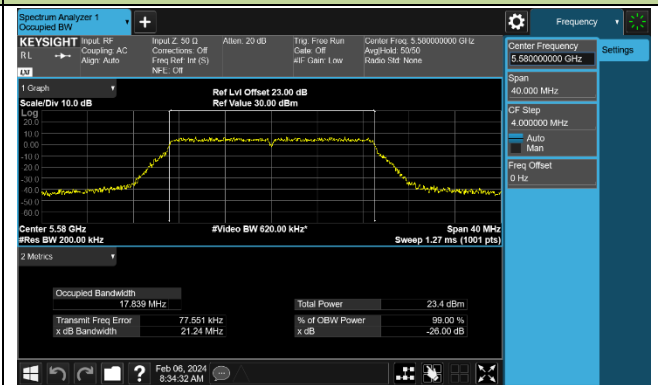 Spectrum Analyzer 1
Occupied BW
Frequency
KEYSIGHT
RL
LXI
Input: RF
Coupling: AC
Align: Auto
Input Z: 50 Ω
Corrections: Off
Freq Ref: Int (S)
NFE: Off
Atten: 20 dB
Trig: Free Run
Gate: Off
#IF Gain: Low
Center Freq: 5.580000000 GHz
Avg|Hold: 50/50
Radio Std: None
Center Frequency
5.580000000 GHz
Settings
Span
40.000 MHz
CF Step
4.000000 MHz
Auto
Man
Freq Offset
0 Hz
1 Graph
Scale/Div 10.0 dB
Ref Lvl Offset 23.00 dB
Ref Value 30.00 dBm
Log
20.0
10.0
0.00
-10.0
-20.0
-30.0
-40.0
-50.0
-60.0
Center 5.58 GHz
#Video BW 620.00 kHz*
Span 40 MHz
#Res BW 200.00 kHz
Sweep 1.27 ms (1001 pts)
2 Metrics
Occupied Bandwidth
17.839 MHz
Total Power 23.4 dBm
Transmit Freq Error 77.551 kHz
% of OBW Power 99.00 %
x dB Bandwidth 21.24 MHz
x dB -26.00 dB
?
Feb 06, 2024
8:34:32 AM